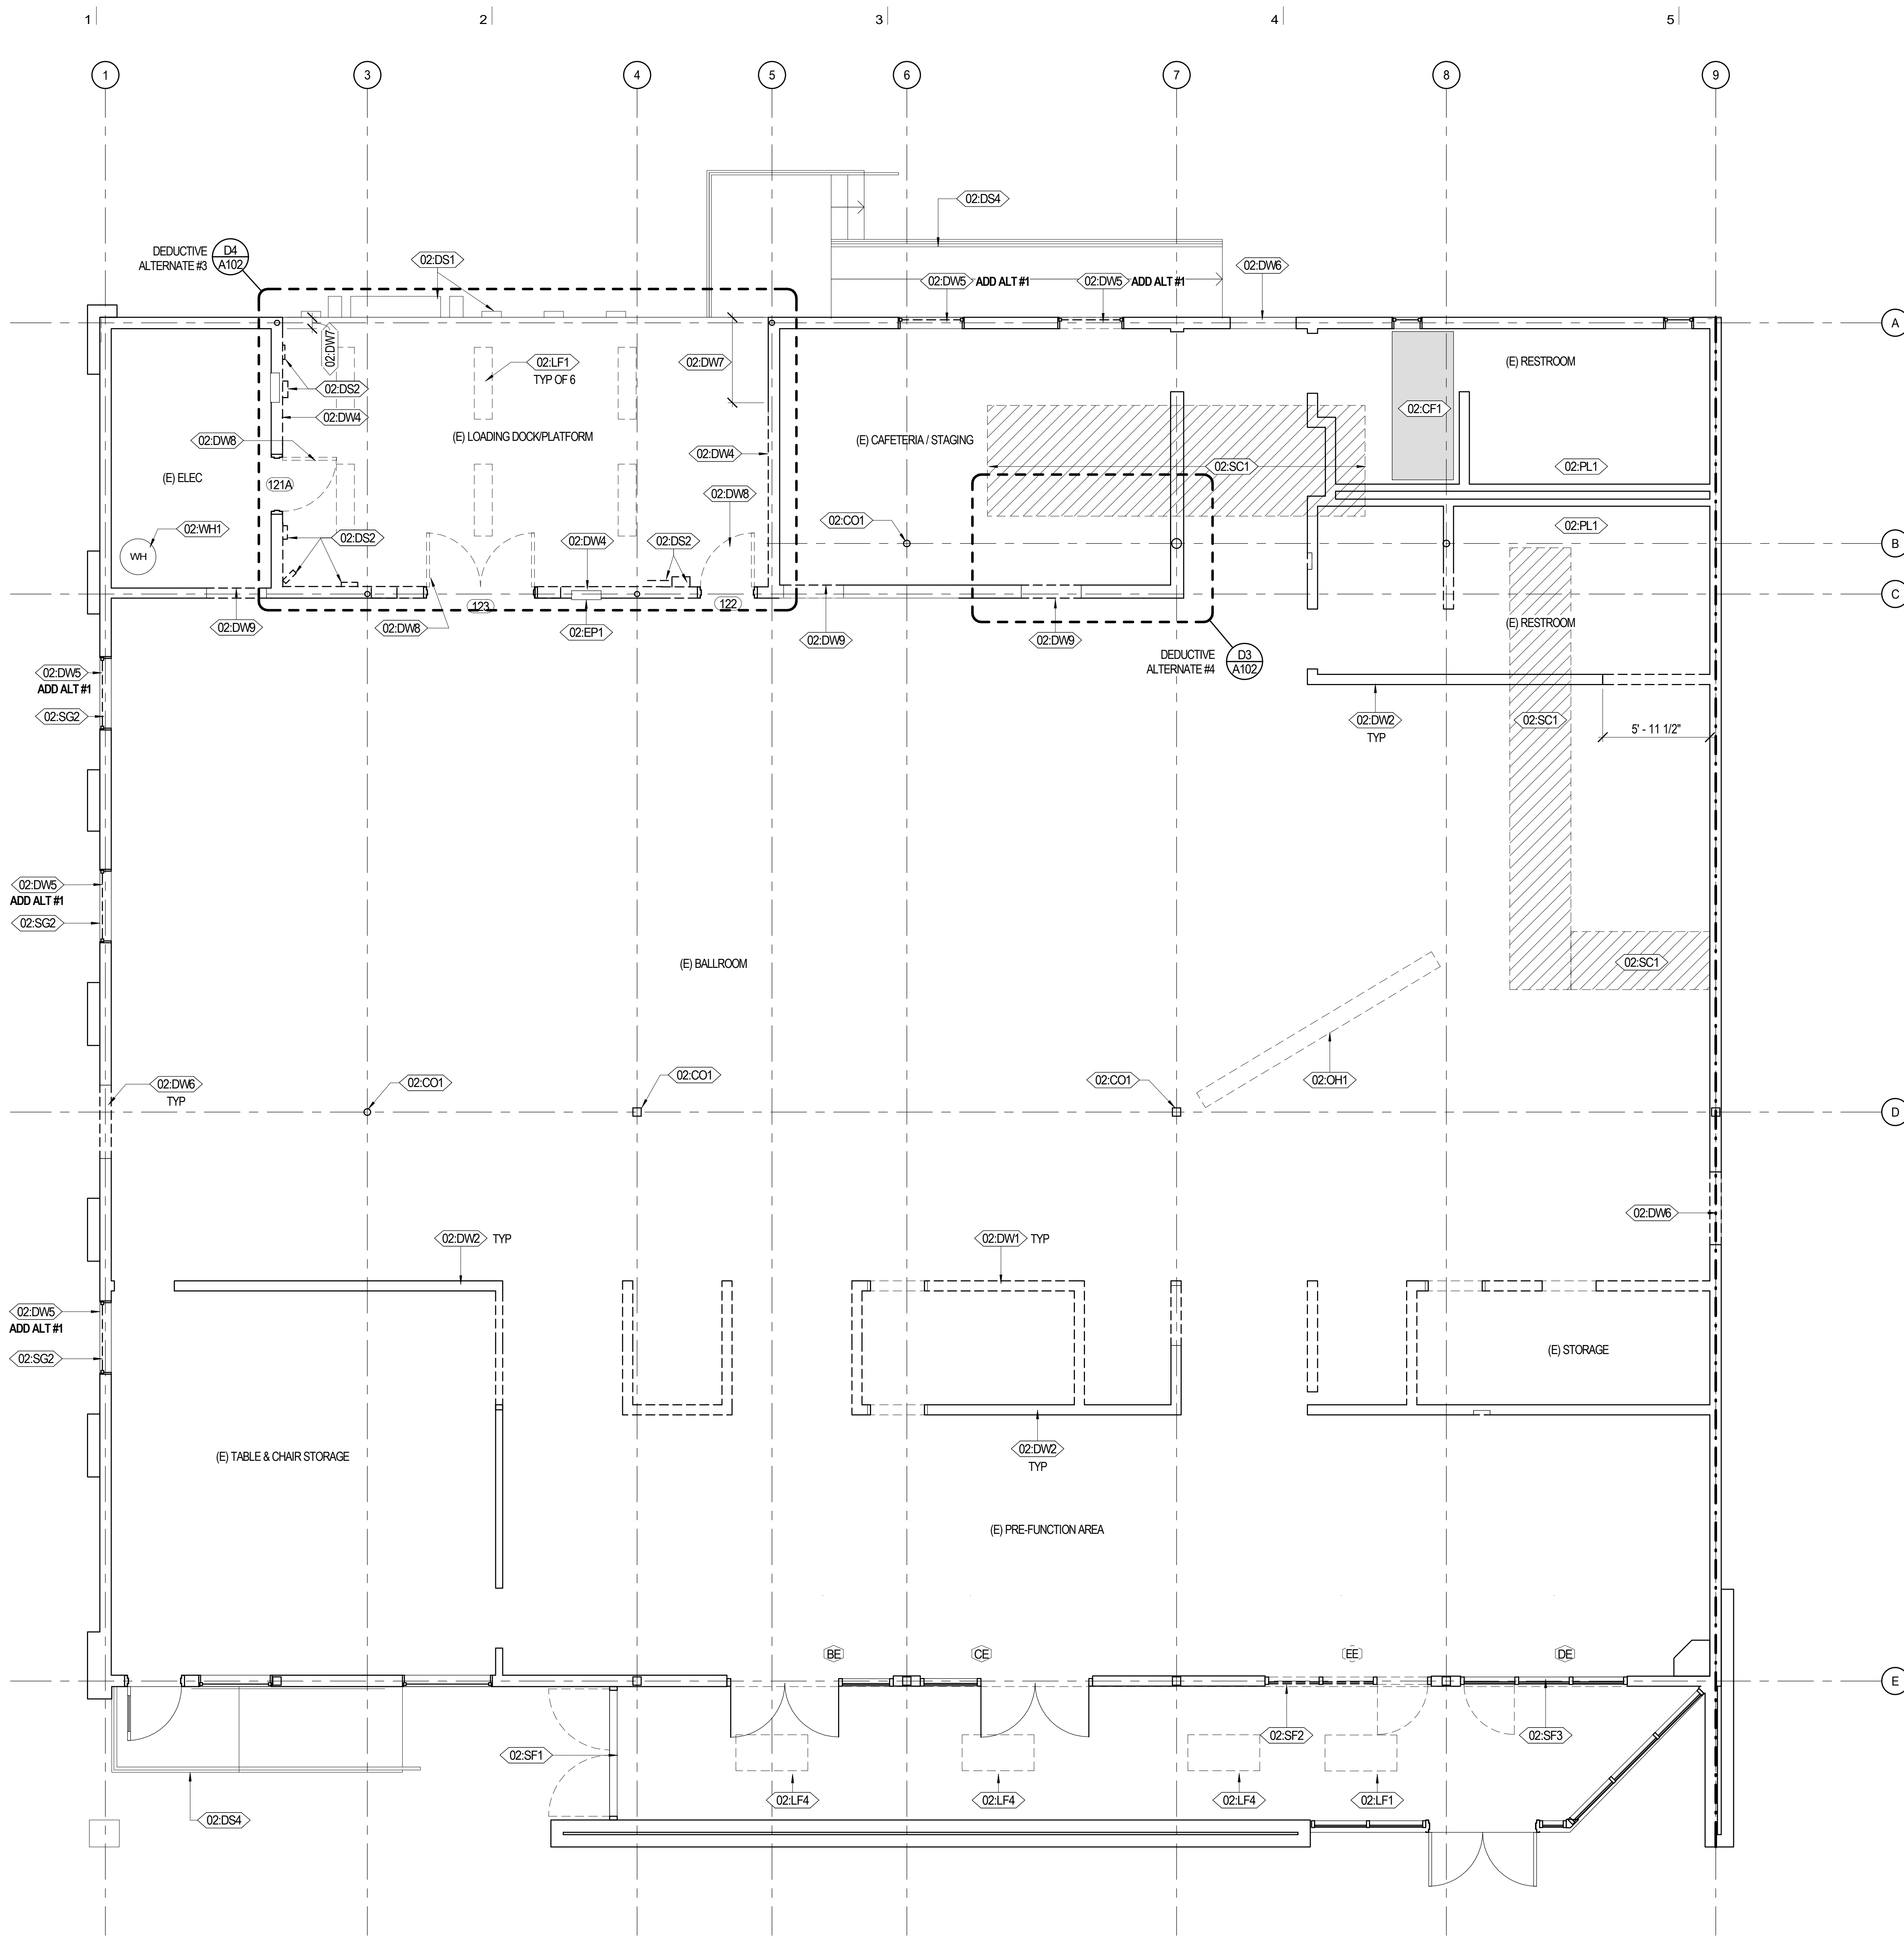 1
2
3
4
5
1
3
4
5
6
7
8
9
02:DS4
DEDUCTIVE
ALTERNATE #3
D4
A102
02:DS1
02:DW6
02:DW5
ADD ALT #1
02:DW5
ADD ALT #1
A
02:DW7
02:LF1
TYP OF 6
02:DW7
(E) RESTROOM
02:DS2
02:DW4
02:CF1
02:DW8
(E) LOADING DOCK/PLATFORM
(E) CAFETERIA / STAGING
02:DW4
02:SC1
02:PL1
(E) ELEC
121A
02:DW8
02:WH1
02:CO1
02:PL1
02:DS2
02:DW4
02:DS2
WH
B
C
123
122
02:DW9
02:DW8
02:EP1
02:DW9
02:DW9
(E) RESTROOM
DEDUCTIVE
ALTERNATE #4
D3
A102
02:DW5
ADD ALT #1
02:SG2
02:DW2
TYP
02:SC1
5' - 11 1/2"
02:DW5
ADD ALT #1
02:SG2
(E) BALLROOM
02:SC1
02:DW6
TYP
02:CO1
02:CO1
02:CO1
02:OH1
D
02:DW6
02:DW2
TYP
02:DW1
TYP
02:DW5
ADD ALT #1
02:SG2
(E) STORAGE
(E) TABLE & CHAIR STORAGE
02:DW2
TYP
(E) PRE-FUNCTION AREA
BE
CE
EE
DE
E
02:SF1
02:SF2
02:SF3
02:LF4
02:LF4
02:LF4
02:LF1
02:DS4